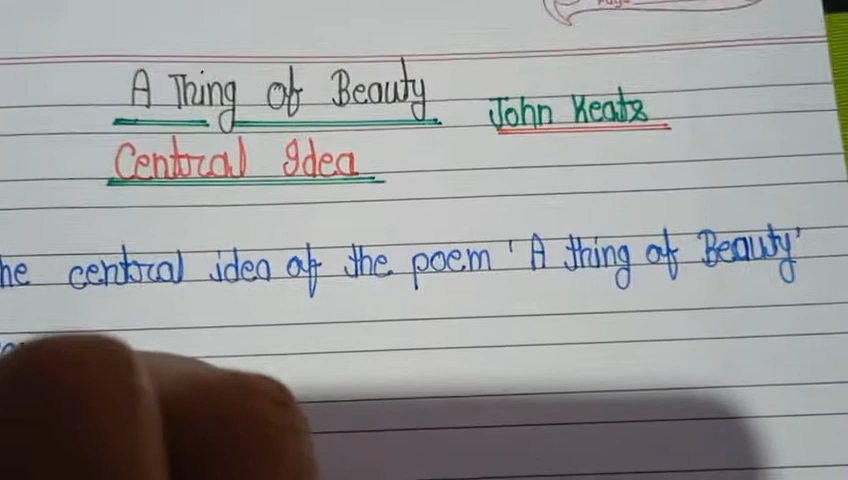 A Thing of Beauty
John Keats
Central Idea
he central idea of the poem 'A thing of Beauty'